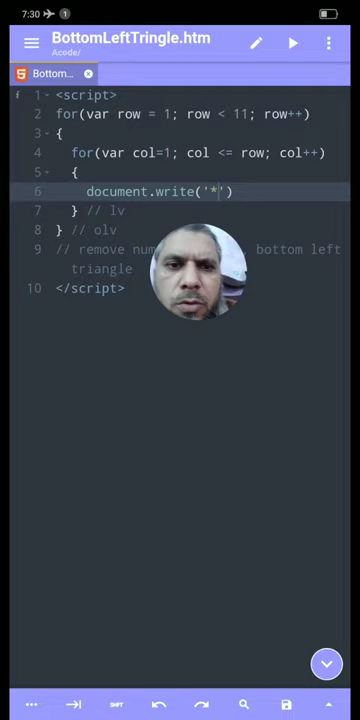 7:30 1
BottomLeftTringle.htm
Acode/
Bottom...
i 1 <script>
2 for(var row = 1; row < 11; row++)
3 {
4 for(var col=1; col <= row; col++)
5 {
6 document.write('*')
7 } // lv
8 } // olv
9 // remove bottom left
triangle
10 </script>
SHIFT